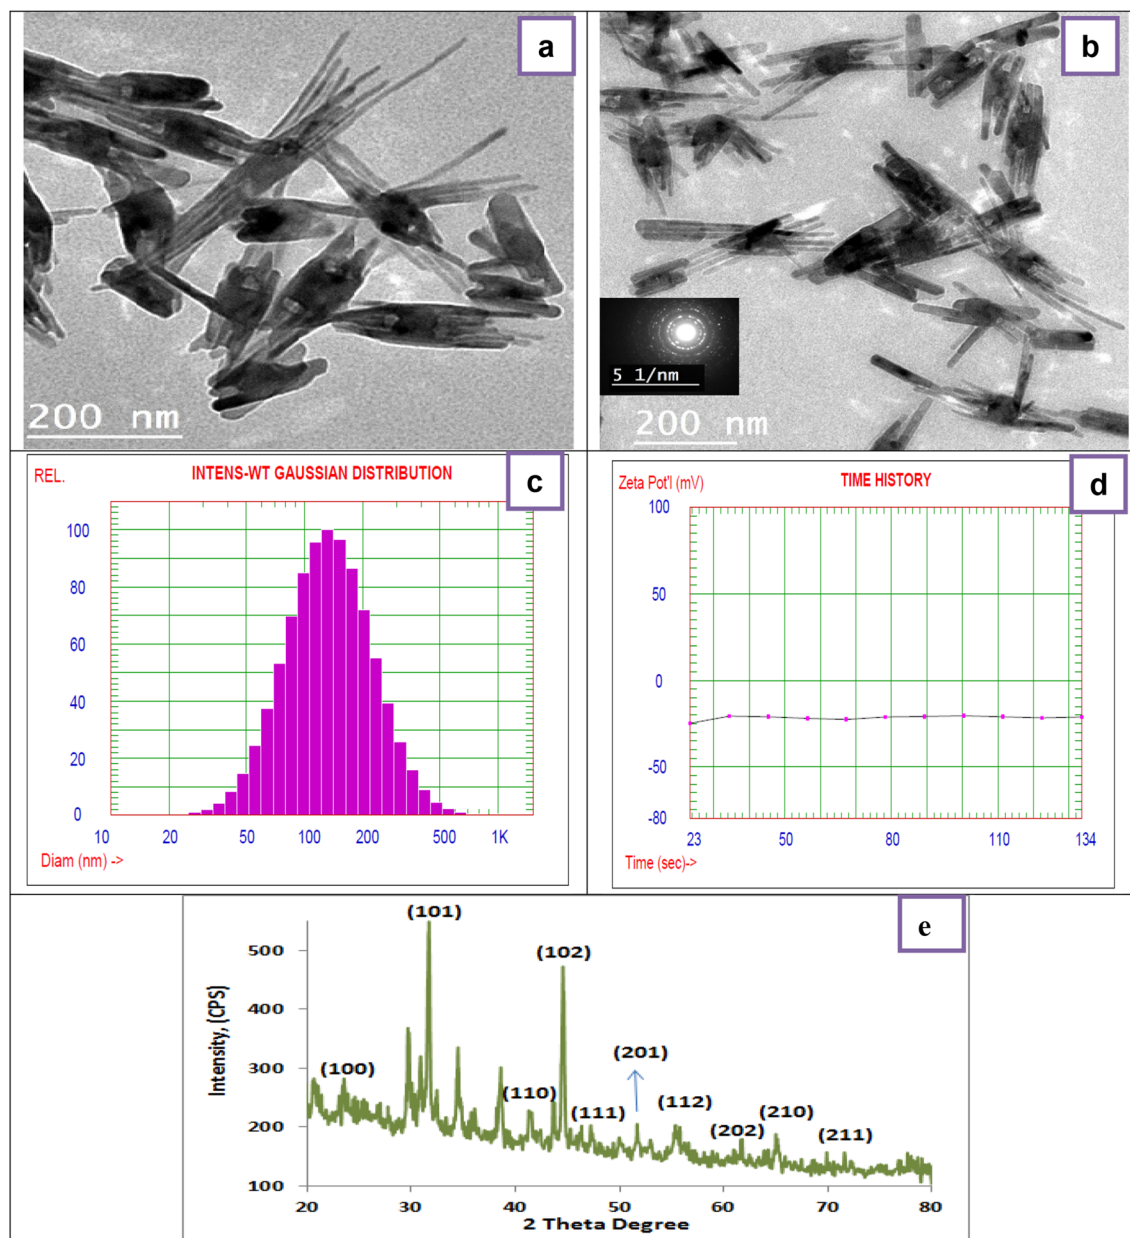 a
200 nm
b
5 1/nm
200 nm
REL.
INTENS-WT GAUSSIAN DISTRIBUTION
c
100
80
60
40
20
0
10 20 50 100 200 500 1K
Diam (nm) ->
Zeta Pot'l (mV)
TIME HISTORY
d
100
50
0
-50
-80
23 50 80 110 134
Time (sec)->
e
(101)
(102)
(100)
(110)
(111)
(201)
(112)
(202)
(210)
(211)
Intensity, (CPS)
500
400
300
200
100
20 30 40 50 60 70 80
2 Theta Degree